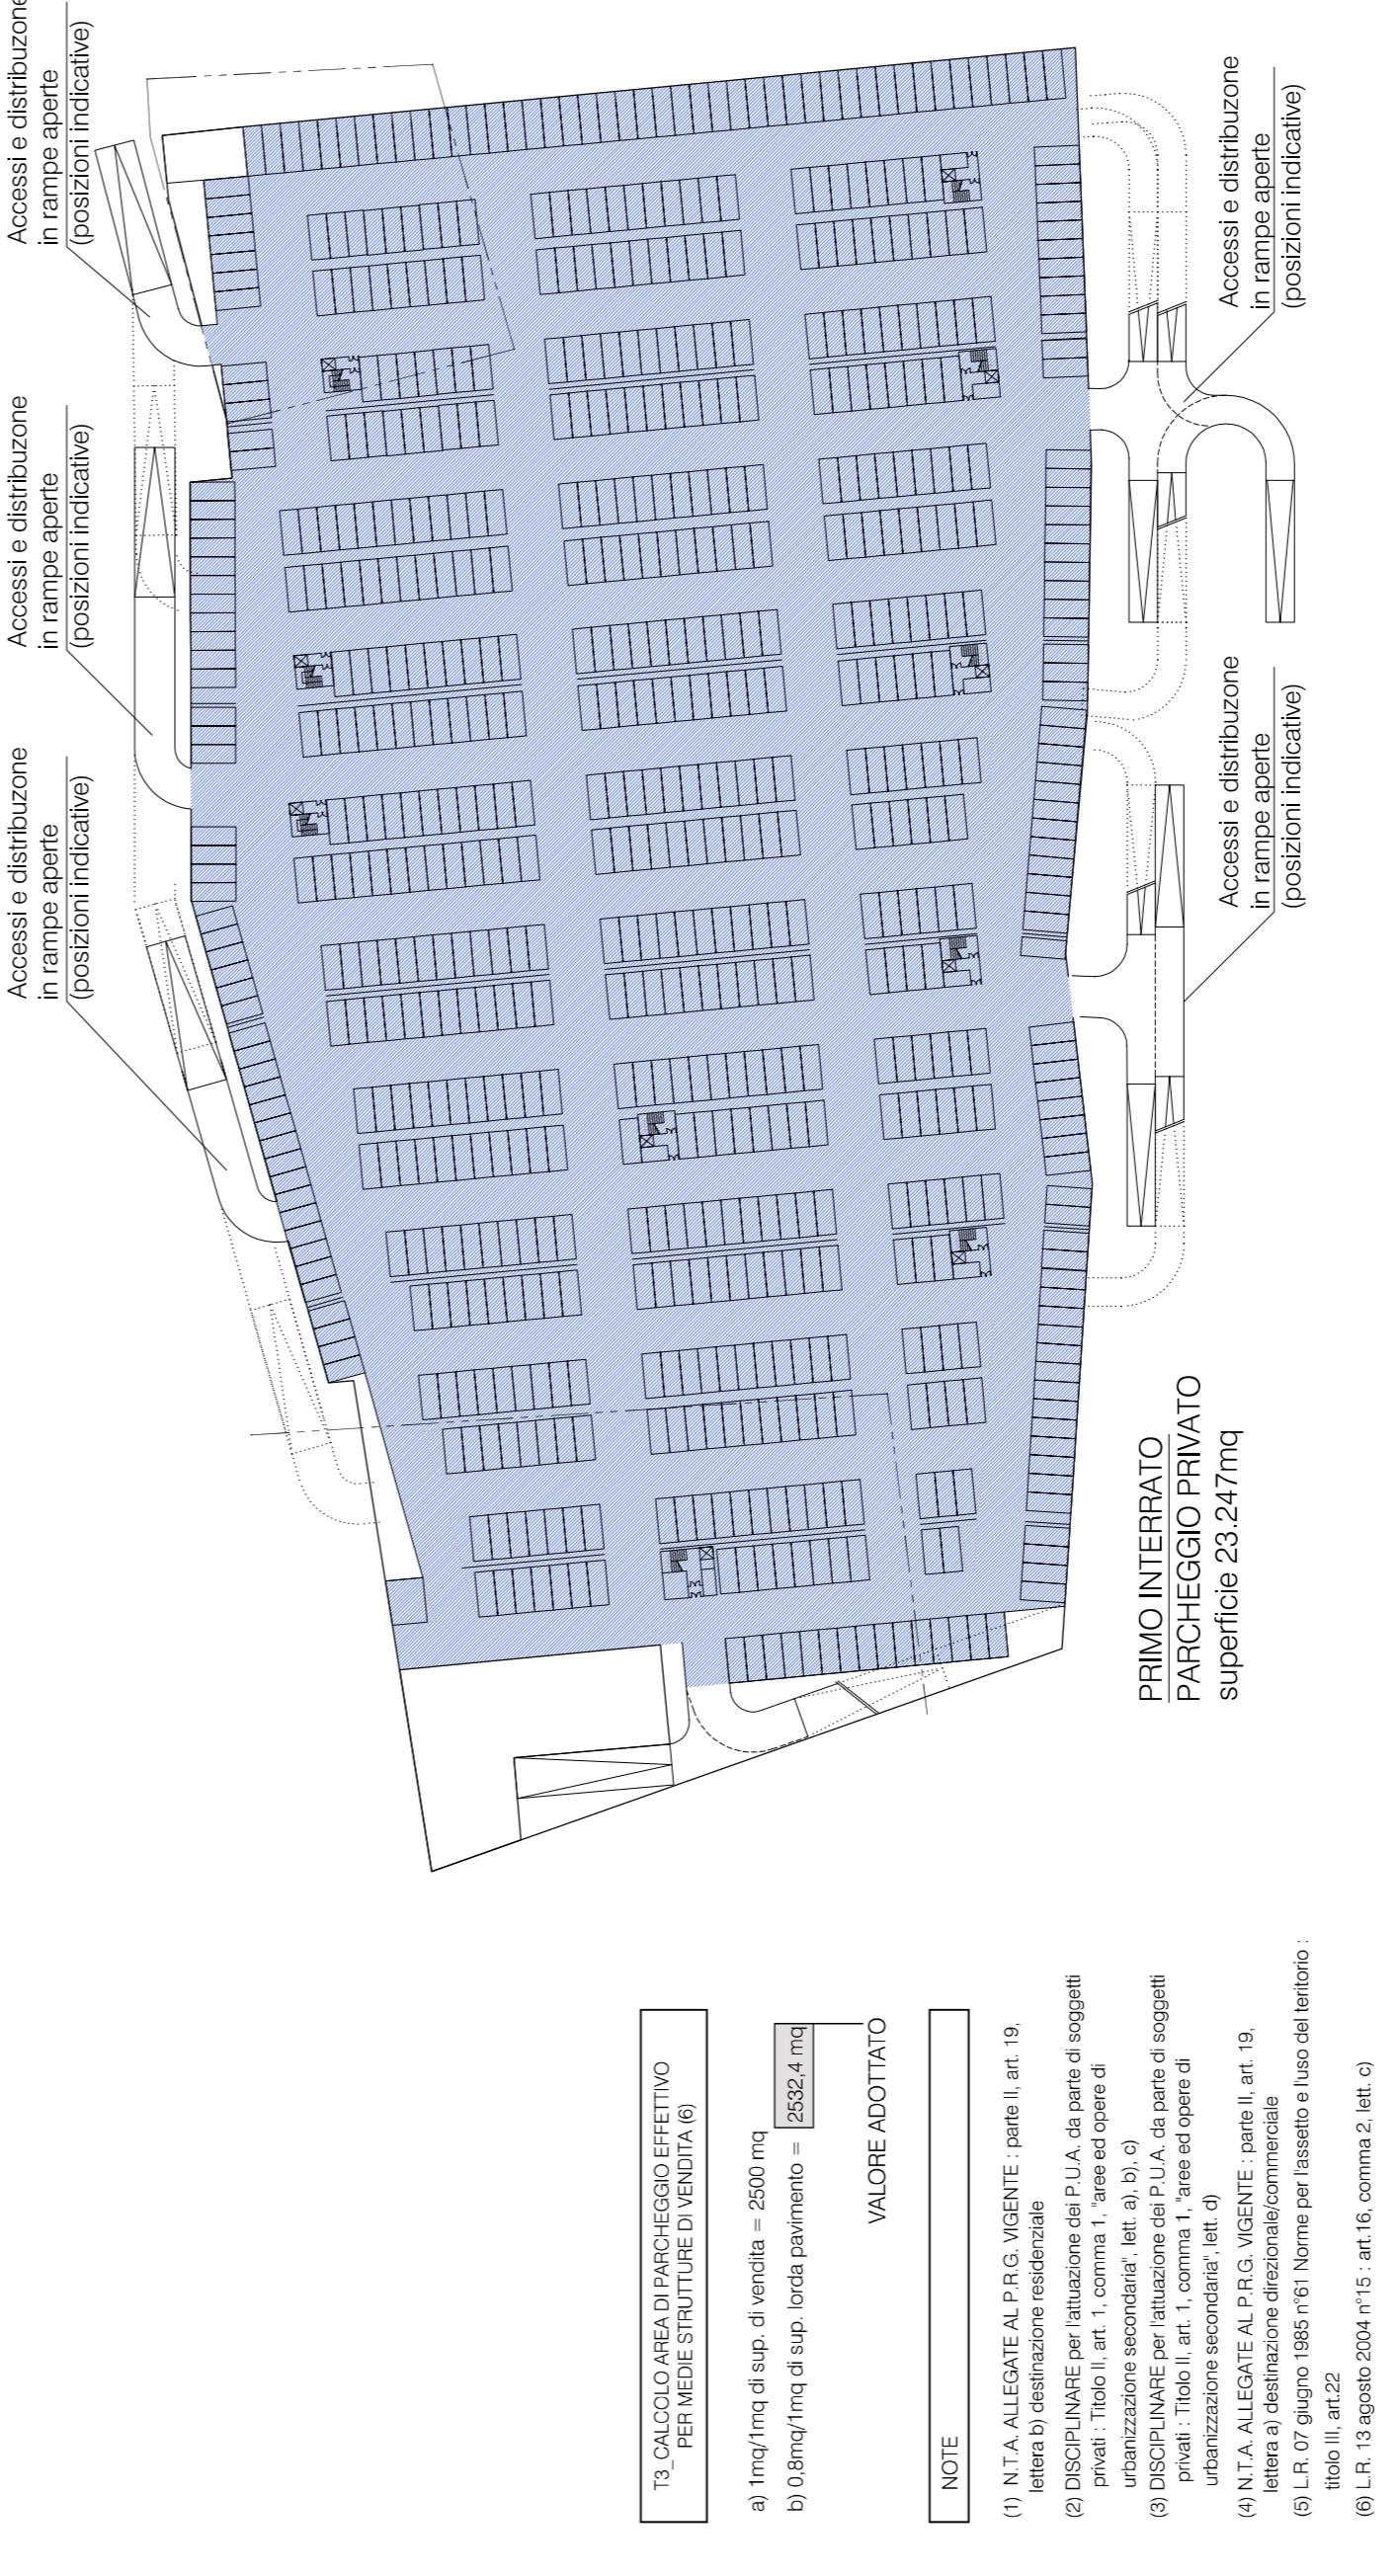 T3_ CALCOLO AREA DI PARCHEGGIO EFFETTIVO
PER MEDIE STRUTTURE DI VENDITA (6)
a) 1mq/1mq di sup. di vendita = 2500 mq
b) 0,8mq/1mq di sup. lorda pavimento = 2532,4 mq
VALORE ADOTTATO
NOTE
(1) N.T.A. ALLEGATE AL P.R.G. VIGENTE : parte II, art. 19,
lettera b) destinazione residenziale
(2) DISCIPLINARE per l'attuazione dei P.U.A. da parte di soggetti
privati : Titolo II, art. 1, comma 1, "aree ed opere di
urbanizzazione secondaria", lett. a), b), c)
(3) DISCIPLINARE per l'attuazione dei P.U.A. da parte di soggetti
privati : Titolo II, art. 1, comma 1, "aree ed opere di
urbanizzazione secondaria", lett. d)
(4) N.T.A. ALLEGATE AL P.R.G. VIGENTE : parte II, art. 19,
lettera a) destinazione direzionale/commerciale
(5) L.R. 07 giugno 1985 n°61 Norme per l'assetto e l'uso del teritorio :
titolo III, art.22
(6) L.R. 13 agosto 2004 n°15 : art.16, comma 2, lett. c)
Accessi e distribuzone
in rampe aperte
(posizioni indicative)
Accessi e distribuzone
in rampe aperte
(posizioni indicative)
Accessi e distribuzone
in rampe aperte
(posizioni indicative)
PRIMO INTERRATO
PARCHEGGIO PRIVATO
superficie 23.247mq
Accessi e distribuzone
in rampe aperte
(posizioni indicative)
Accessi e distribuzone
in rampe aperte
(posizioni indicative)